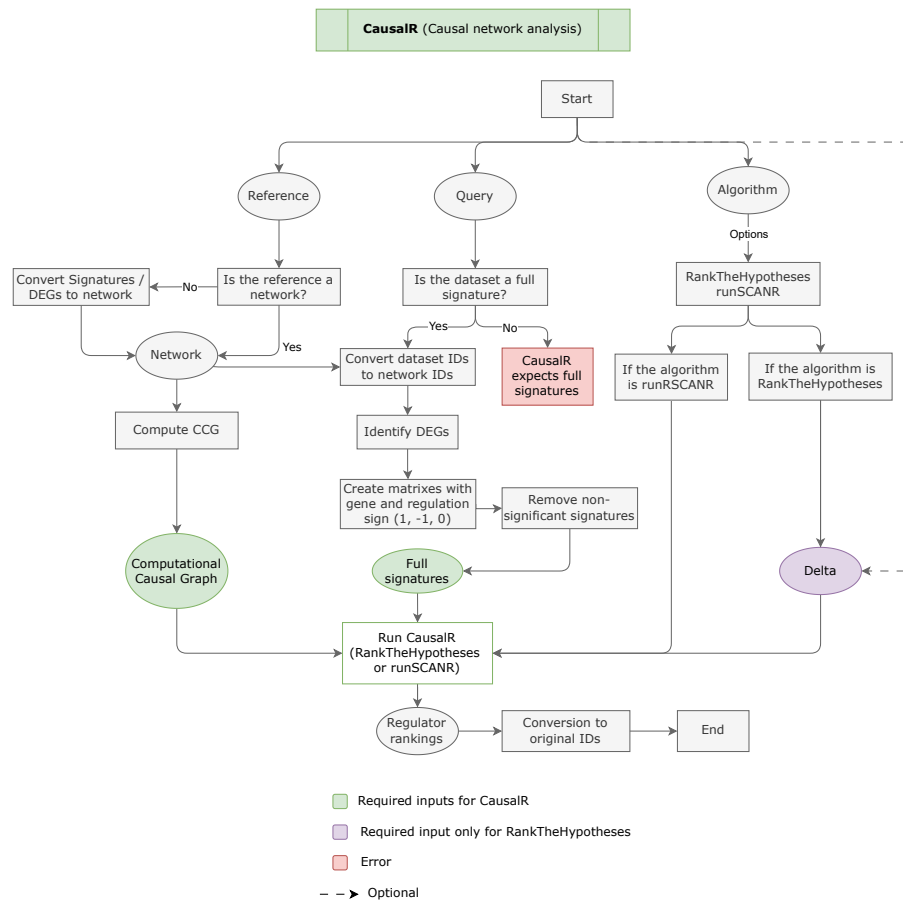 CausalR (Causal network analysis)
Start
Reference
Query
Algorithm
Options
Convert Signatures /
DEGs to network
No
Is the reference a
network?
Is the dataset a full
signature?
RankTheHypotheses
runSCANR
Yes
No
Yes
Network
Convert dataset IDs
to network IDs
CausalR
expects full
signatures
If the algorithm
is runRSCANR
If the algorithm is
RankTheHypotheses
Compute CCG
Identify DEGs
Create matrixes with
gene and regulation
sign (1, -1, 0)
Remove non-
significant signatures
Computational
Causal Graph
Full
signatures
Delta
Run CausalR
(RankTheHypotheses
or runSCANR)
Regulator
rankings
Conversion to
original IDs
End
Required inputs for CausalR
Required input only for RankTheHypotheses
Error
Optional